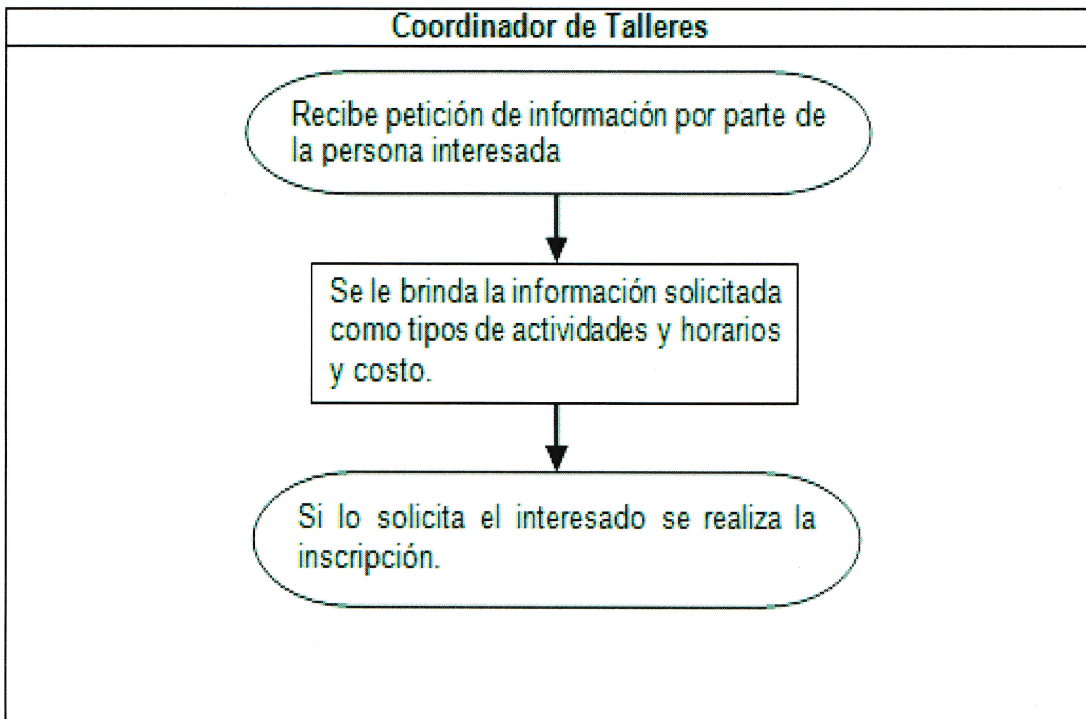 Coordinador de Talleres
Recibe petición de información por parte de
la persona interesada
Se le brinda la información solicitada
como tipos de actividades y horarios
y costo.
Si lo solicita el interesado se realiza la
inscripción.